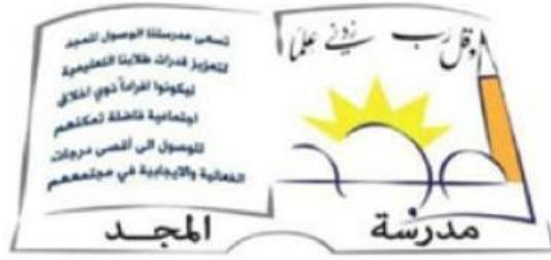 وقل رب زدني علما
تسعى مدرستنا الوصول للمجد
لتعزيز قدرات طلابنا التعليمية
ليكونوا افراداً ذوي اخلاق
اجتماعية فاضلة تمكنهم
للوصول الى أقصى درجات
الفعالية والايجابية في مجتمعهم
مدرسة المجد